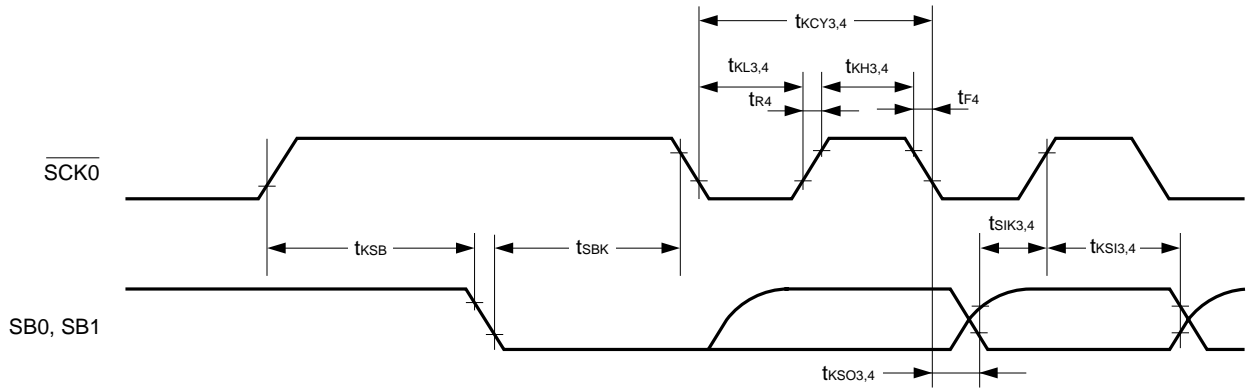 tKCY3,4
tKL3,4
tKH3,4
tR4
tF4
SCK0
tKSB
tSBK
tSIK3,4
tKSI3,4
SB0, SB1
tKSO3,4